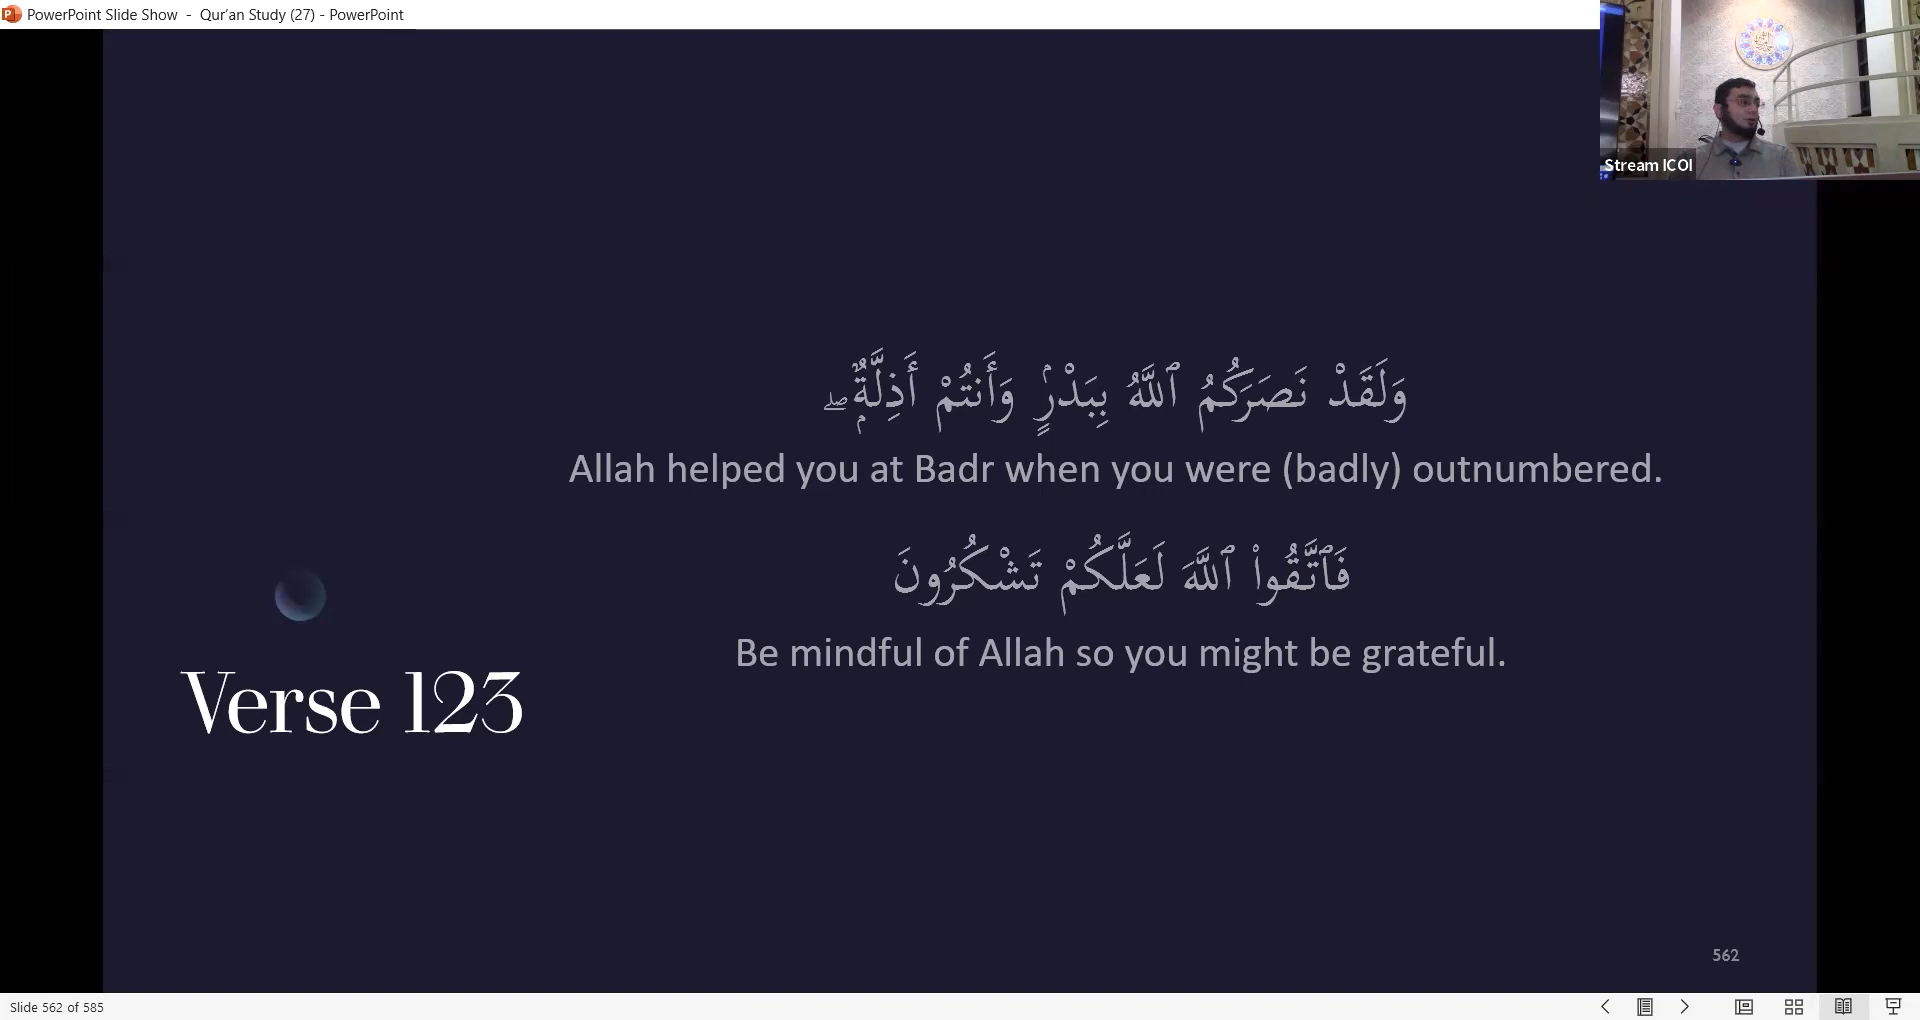 PowerPoint Slide Show - Qur’an Study (27) - PowerPoint
Stream ICOI
وَلَقَدْ نَصَرَكُمُ ٱللَّهُ بِبَدْرٍۢ وَأَنتُمْ أَذِلَّةٌۭ ۖ
Allah helped you at Badr when you were (badly) outnumbered.
فَٱتَّقُوا۟ ٱللَّهَ لَعَلَّكُمْ تَشْكُرُونَ
Be mindful of Allah so you might be grateful.
Verse 123
562
Slide 562 of 585